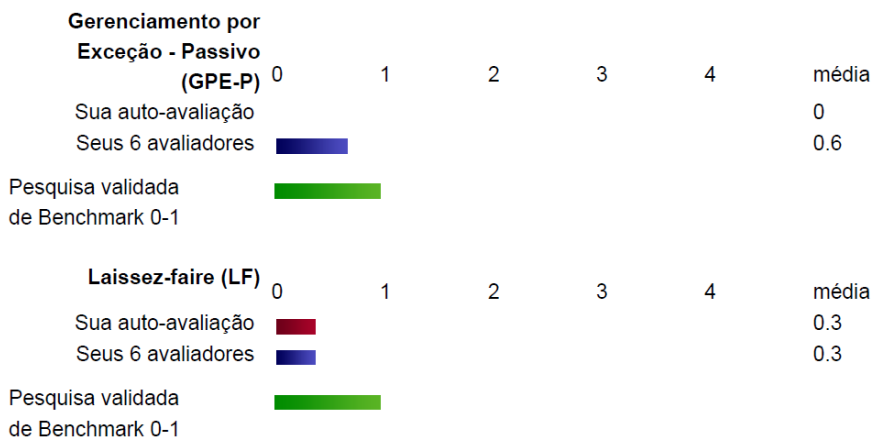 Gerenciamento por
Exceção - Passivo
(GPE-P) 0 1 2 3 4 média
Sua auto-avaliação 0
Seus 6 avaliadores 0.6
Pesquisa validada
de Benchmark 0-1
Laissez-faire (LF) 0 1 2 3 4 média
Sua auto-avaliação 0.3
Seus 6 avaliadores 0.3
Pesquisa validada
de Benchmark 0-1